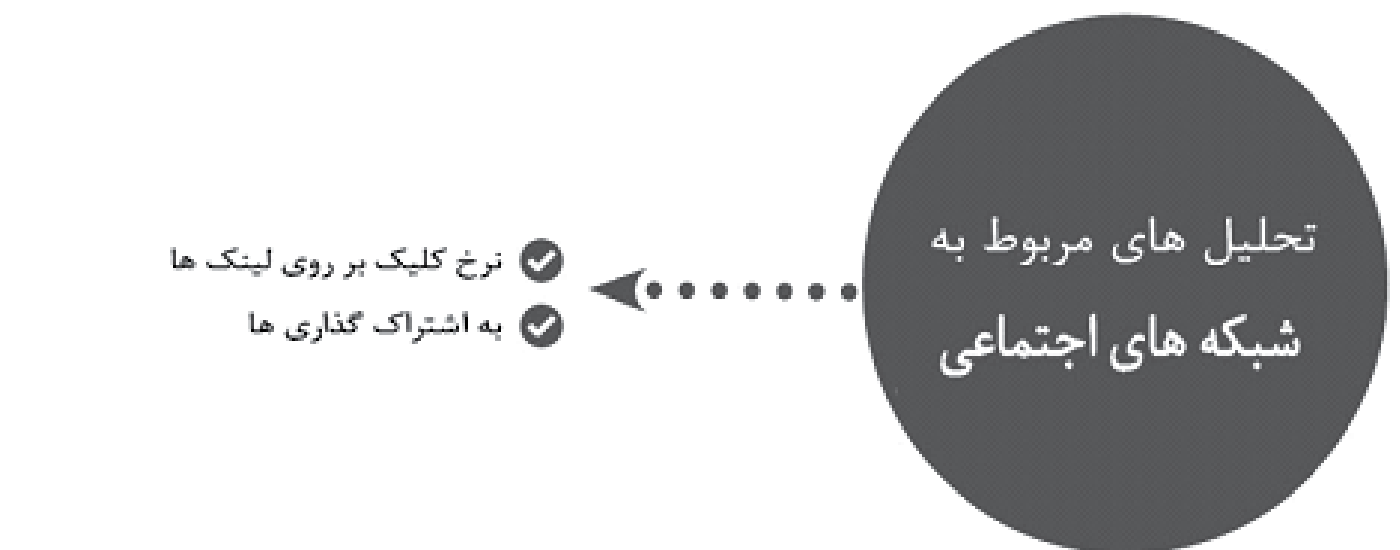 تحلیل های مربوط به
شبکه های اجتماعی
نرخ کلیک بر روی لینک ها
به اشتراک گذاری ها